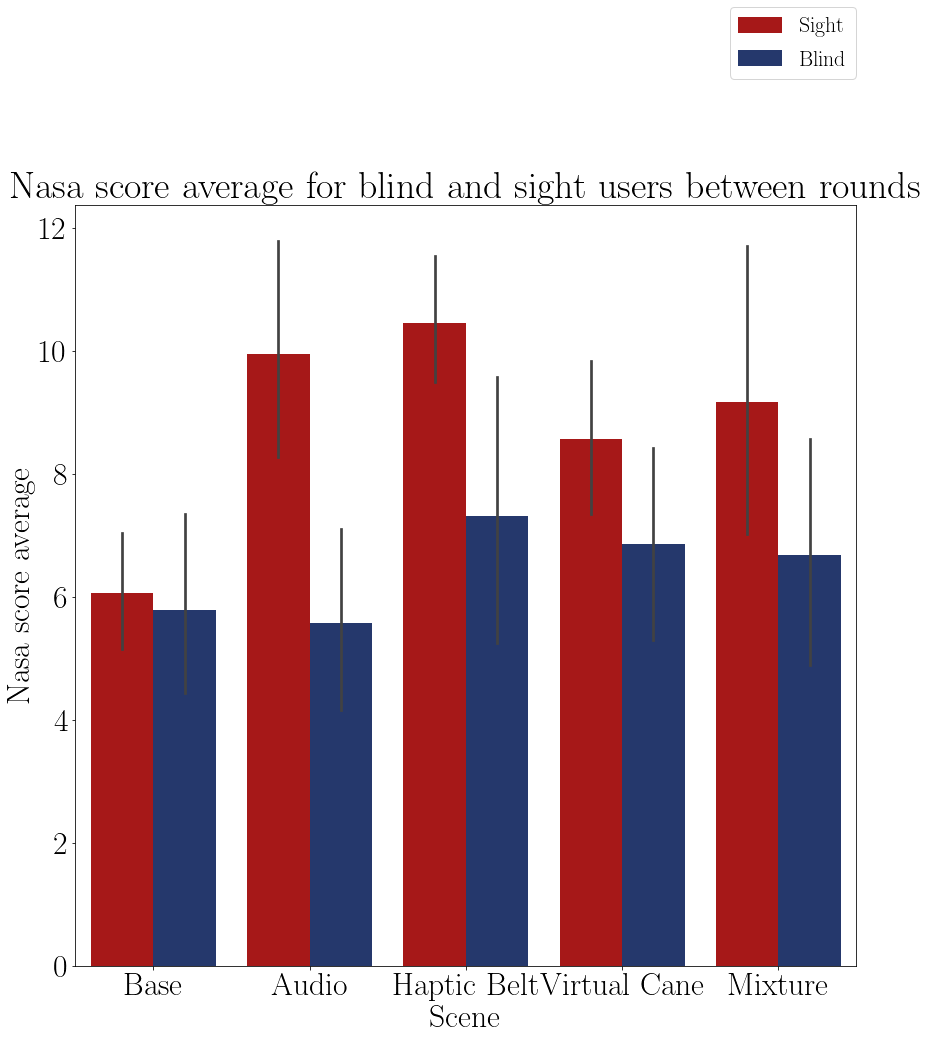 Sight
Blind
Nasa score average for blind and sight users between rounds
Nasa score average
12
10
8
6
4
2
0
Base Audio Haptic Belt Virtual Cane Mixture
Scene